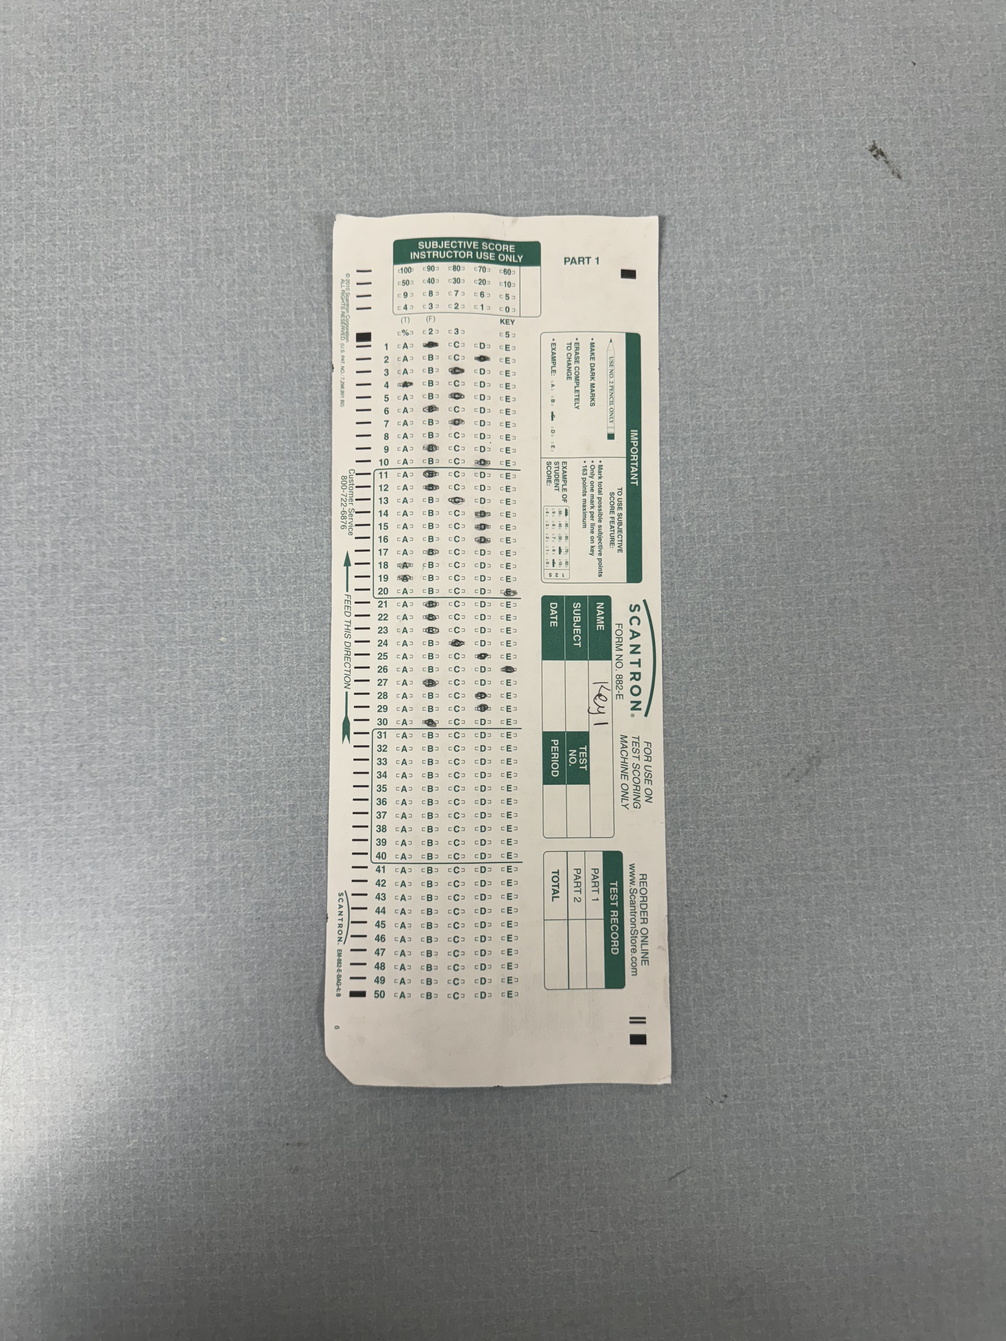 SUBJECTIVE SCORE
INSTRUCTOR USE ONLY
100 90 80 70 60
50 40 30 20 10
9 8 7 6 5
4 3 2 1 0
(T) (F) KEY
% 2 3 5
PART 1
1 A C D E
2 A B C E
3 A B D E
4 B C D E
5 A B D E
6 A C D E
7 A B D E
8 A B C D E
9 A C D E
10 A B C E
11 A C D E
12 A C D E
13 A B D E
14 A B C E
15 A B C E
16 A B C E
17 A C D E
18 B C D E
19 B C D E
20 A B C D
21 A C D E
22 A C D E
23 A C D E
24 A B D E
25 A B C E
26 A B C D
27 A C D E
28 A B C E
29 A B C E
30 A C D E
31 A B C D E
32 A B C D E
33 A B C D E
34 A B C D E
35 A B C D E
36 A B C D E
37 A B C D E
38 A B C D E
39 A B C D E
40 A B C D E
41 A B C D E
42 A B C D E
43 A B C D E
44 A B C D E
45 A B C D E
46 A B C D E
47 A B C D E
48 A B C D E
49 A B C D E
50 A B C D E
IMPORTANT
USE NO. 2 PENCIL ONLY
• MAKE DARK MARKS
• ERASE COMPLETELY
TO CHANGE
• EXAMPLE: A B D E
TO USE SUBJECTIVE
SCORE FEATURE:
• Mark total possible subjective points
• Only one mark per line on key
• 163 points maximum
EXAMPLE OF
STUDENT
SCORE:
SCANTRON®
FORM NO. 882-E
FOR USE ON
TEST SCORING
MACHINE ONLY
REORDER ONLINE
www.ScantronStore.com
NAME Key 1
SUBJECT
TEST
NO.
DATE
PERIOD
TEST RECORD
PART 1
PART 2
TOTAL
Customer Service
800-722-6876
FEED THIS DIRECTION
SCANTRON®